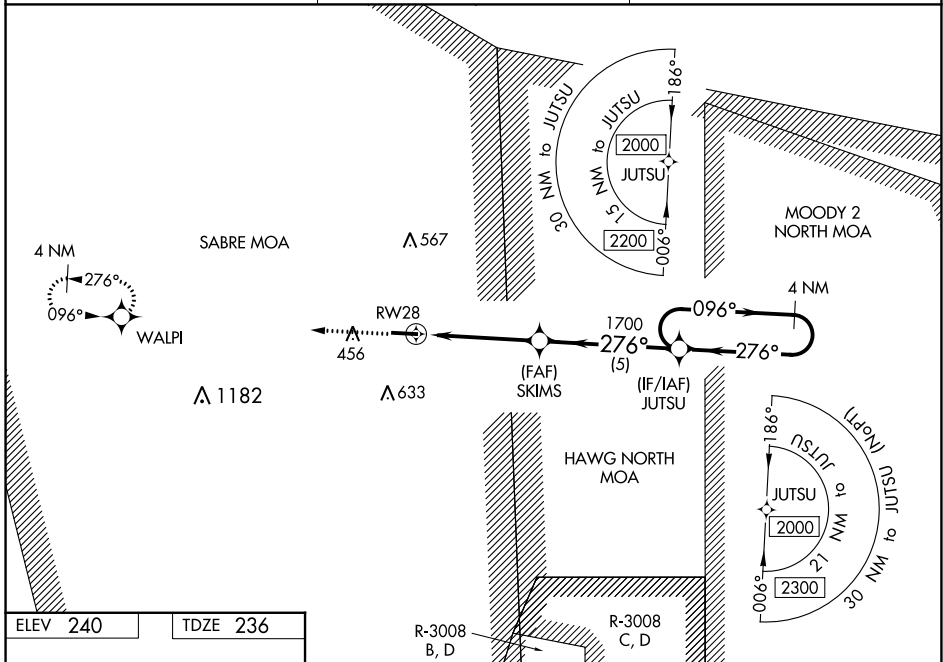 30 NM to JUTSU
15 NM to JUTSU
186°
2000
JUTSU
2200
006°
MOODY 2
NORTH MOA
SABRE MOA
567
4 NM
276°
096°
WALPI
RW28
456
1182
633
(FAF)
SKIMS
1700
276°
(5)
(IF/IAF)
JUTSU
096°
4 NM
276°
HAWG NORTH
MOA
186°
JUTSU
2000
2300
006°
21 NM to JUTSU
30 NM to JUTSU (NoPT)
ELEV 240
TDZE 236
R-3008
B, D
R-3008
C, D